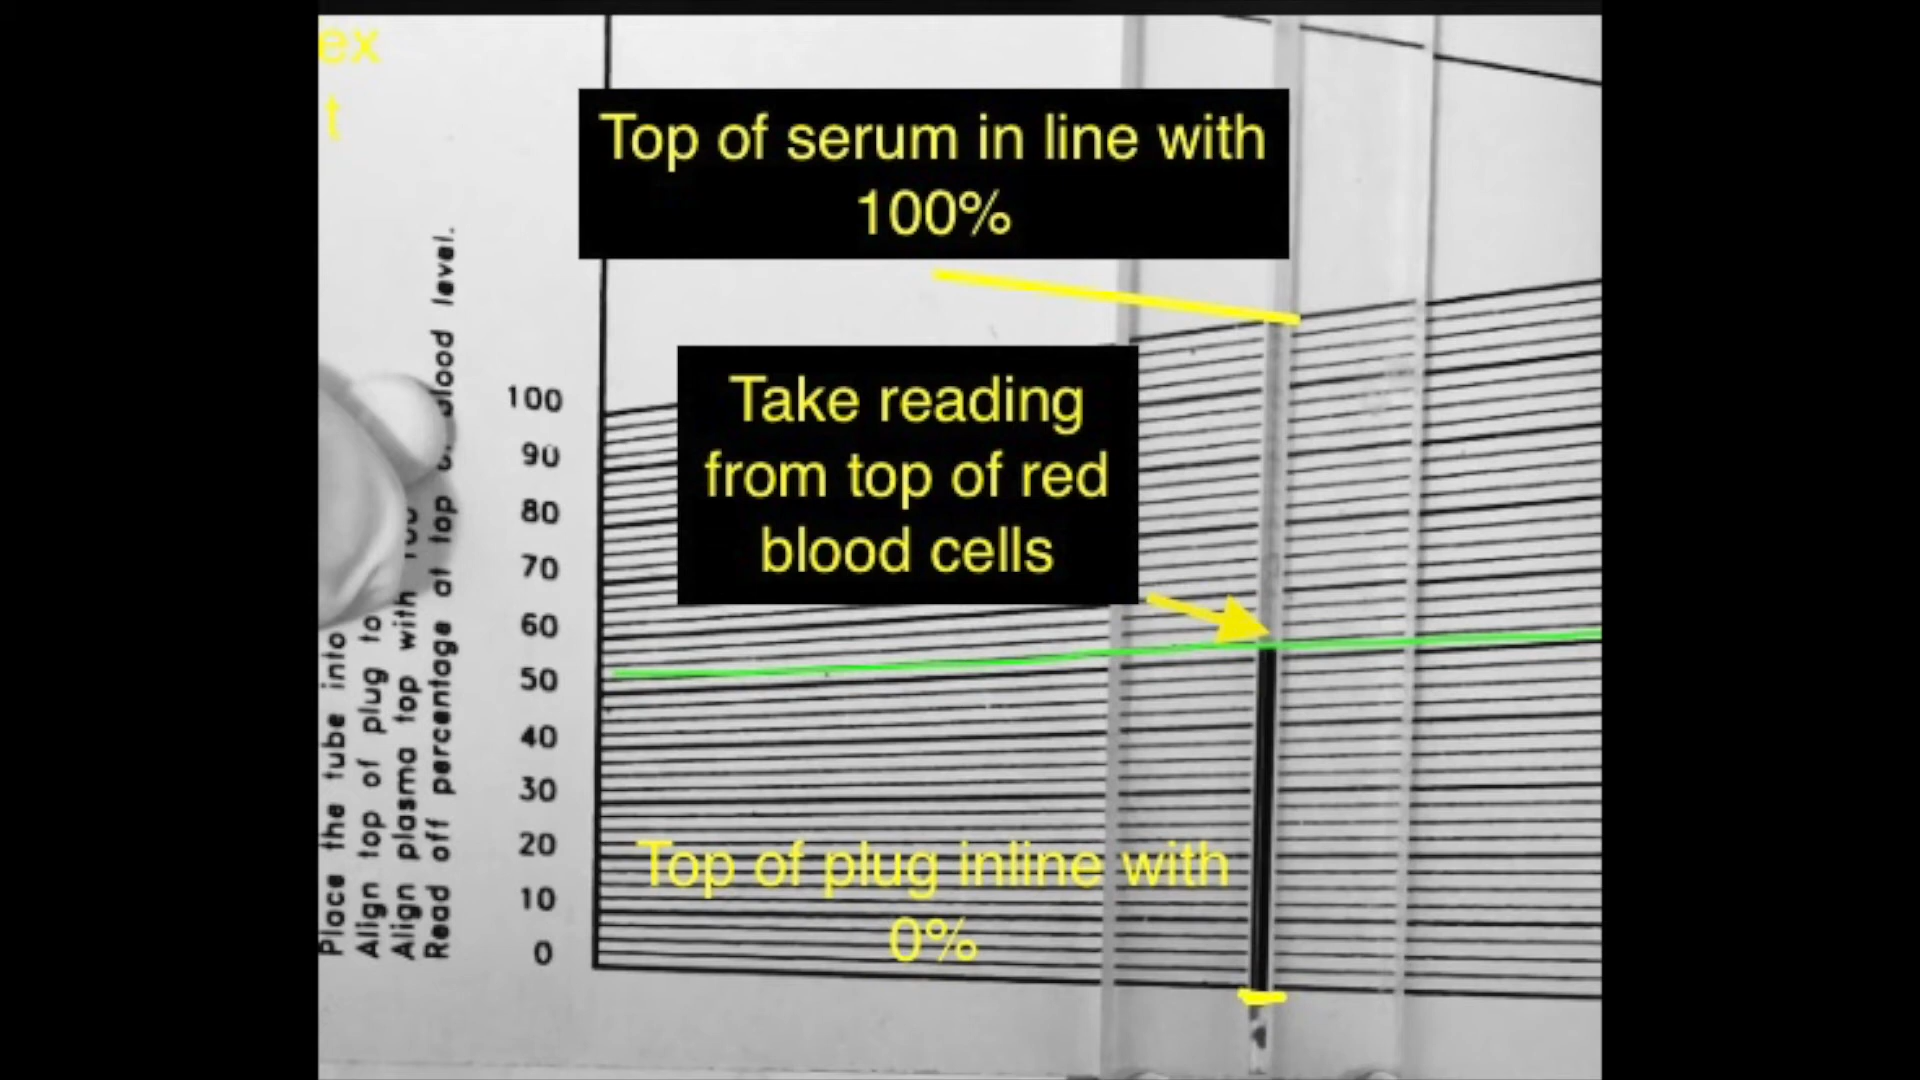 ex
t
Top of serum in line with
100%
Take reading
from top of red
blood cells
Top of plug inline with
0%
100
90
80
70
60
50
40
30
20
10
0
Place the tube into
Align top of plug to
Align plasma top with 100
Read off percentage at top of blood level.